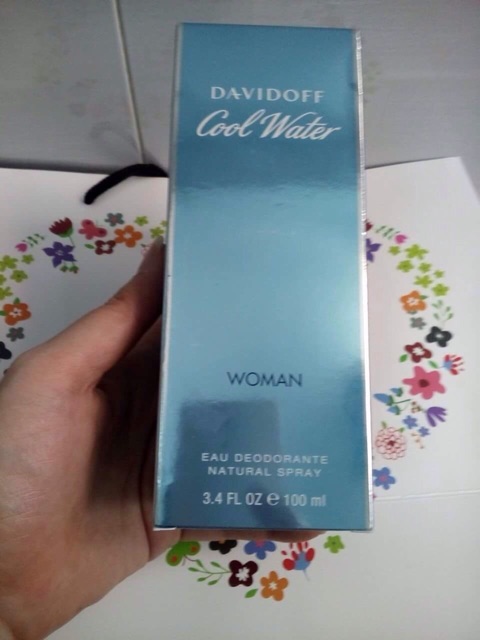 DAVIDOFF
Cool Water
WOMAN
EAU DEODORANTE
NATURAL SPRAY
3.4 FL OZ ℮ 100 ml